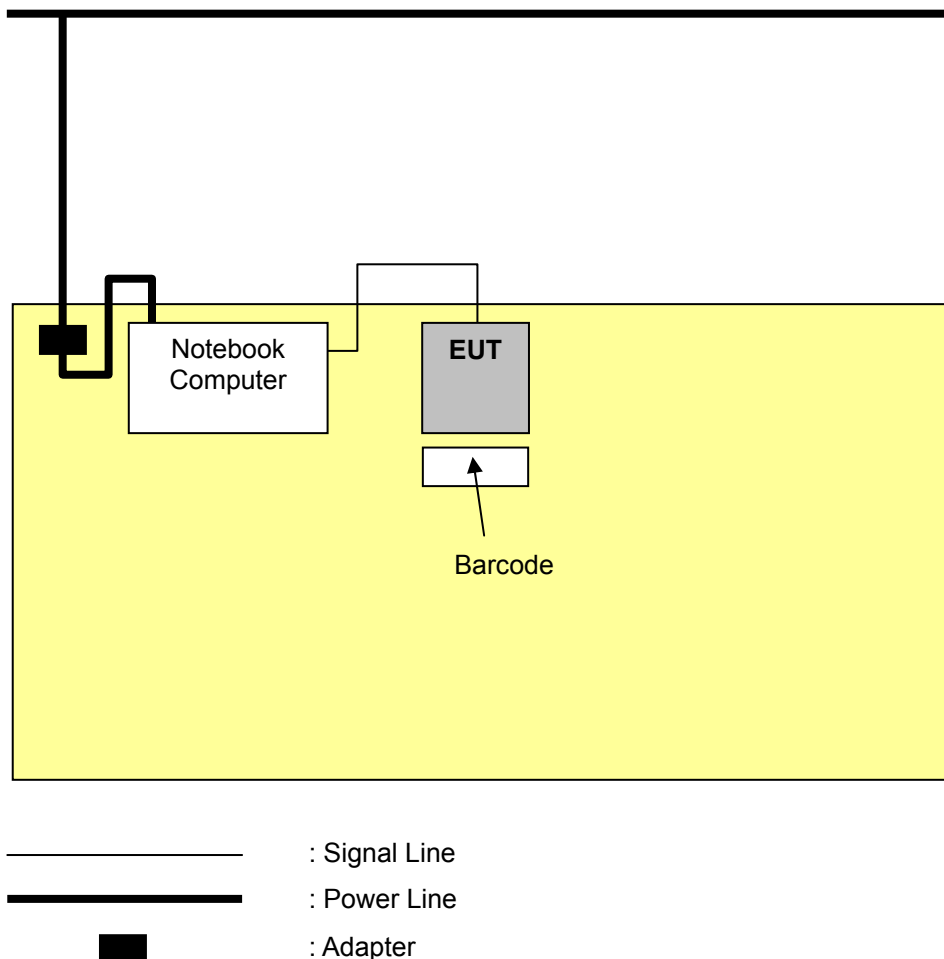 Notebook
Computer
EUT
Barcode
: Signal Line
: Power Line
: Adapter